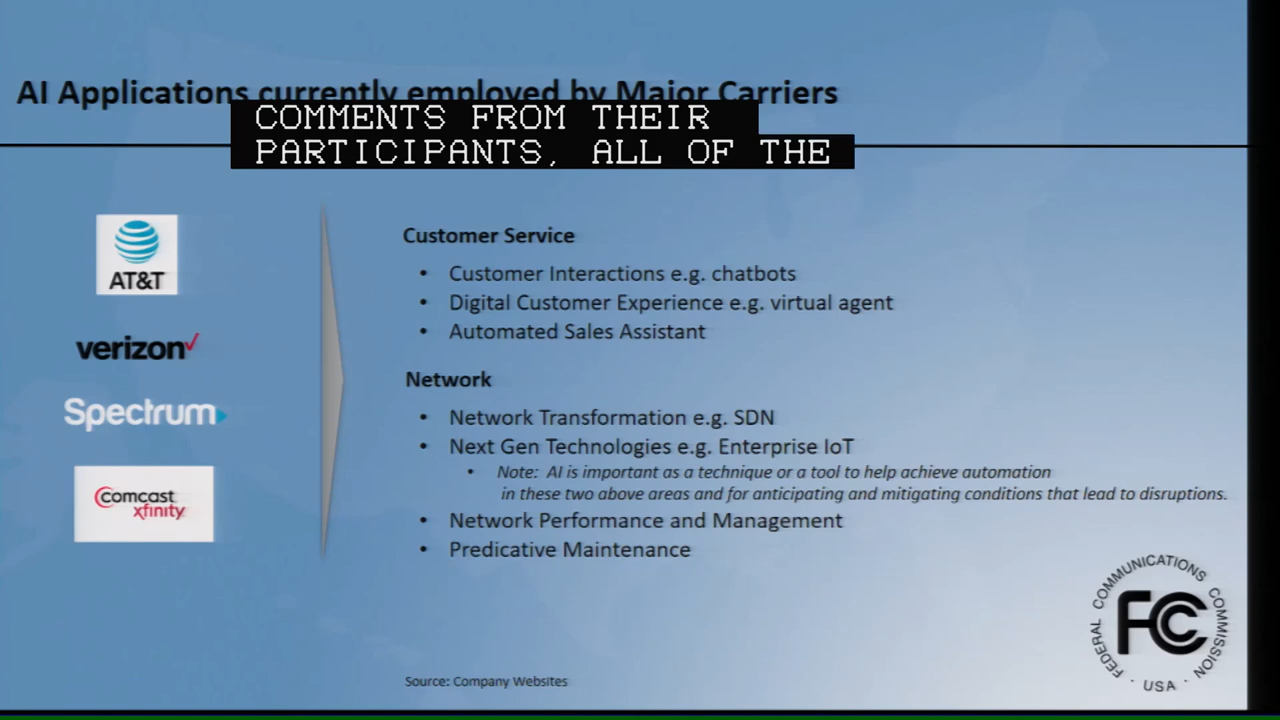 AI Applications currently employed by Major Carriers
COMMENTS FROM THEIR
PARTICIPANTS, ALL OF THE
AT&T
verizon
Spectrum
comcast
xfinity
Customer Service
• Customer Interactions e.g. chatbots
• Digital Customer Experience e.g. virtual agent
• Automated Sales Assistant
Network
• Network Transformation e.g. SDN
• Next Gen Technologies e.g. Enterprise IoT
• Note: AI is important as a technique or a tool to help achieve automation
in these two above areas and for anticipating and mitigating conditions that lead to disruptions.
• Network Performance and Management
• Predicative Maintenance
Source: Company Websites
FEDERAL COMMUNICATIONS COMMISSION
FCC
· USA ·